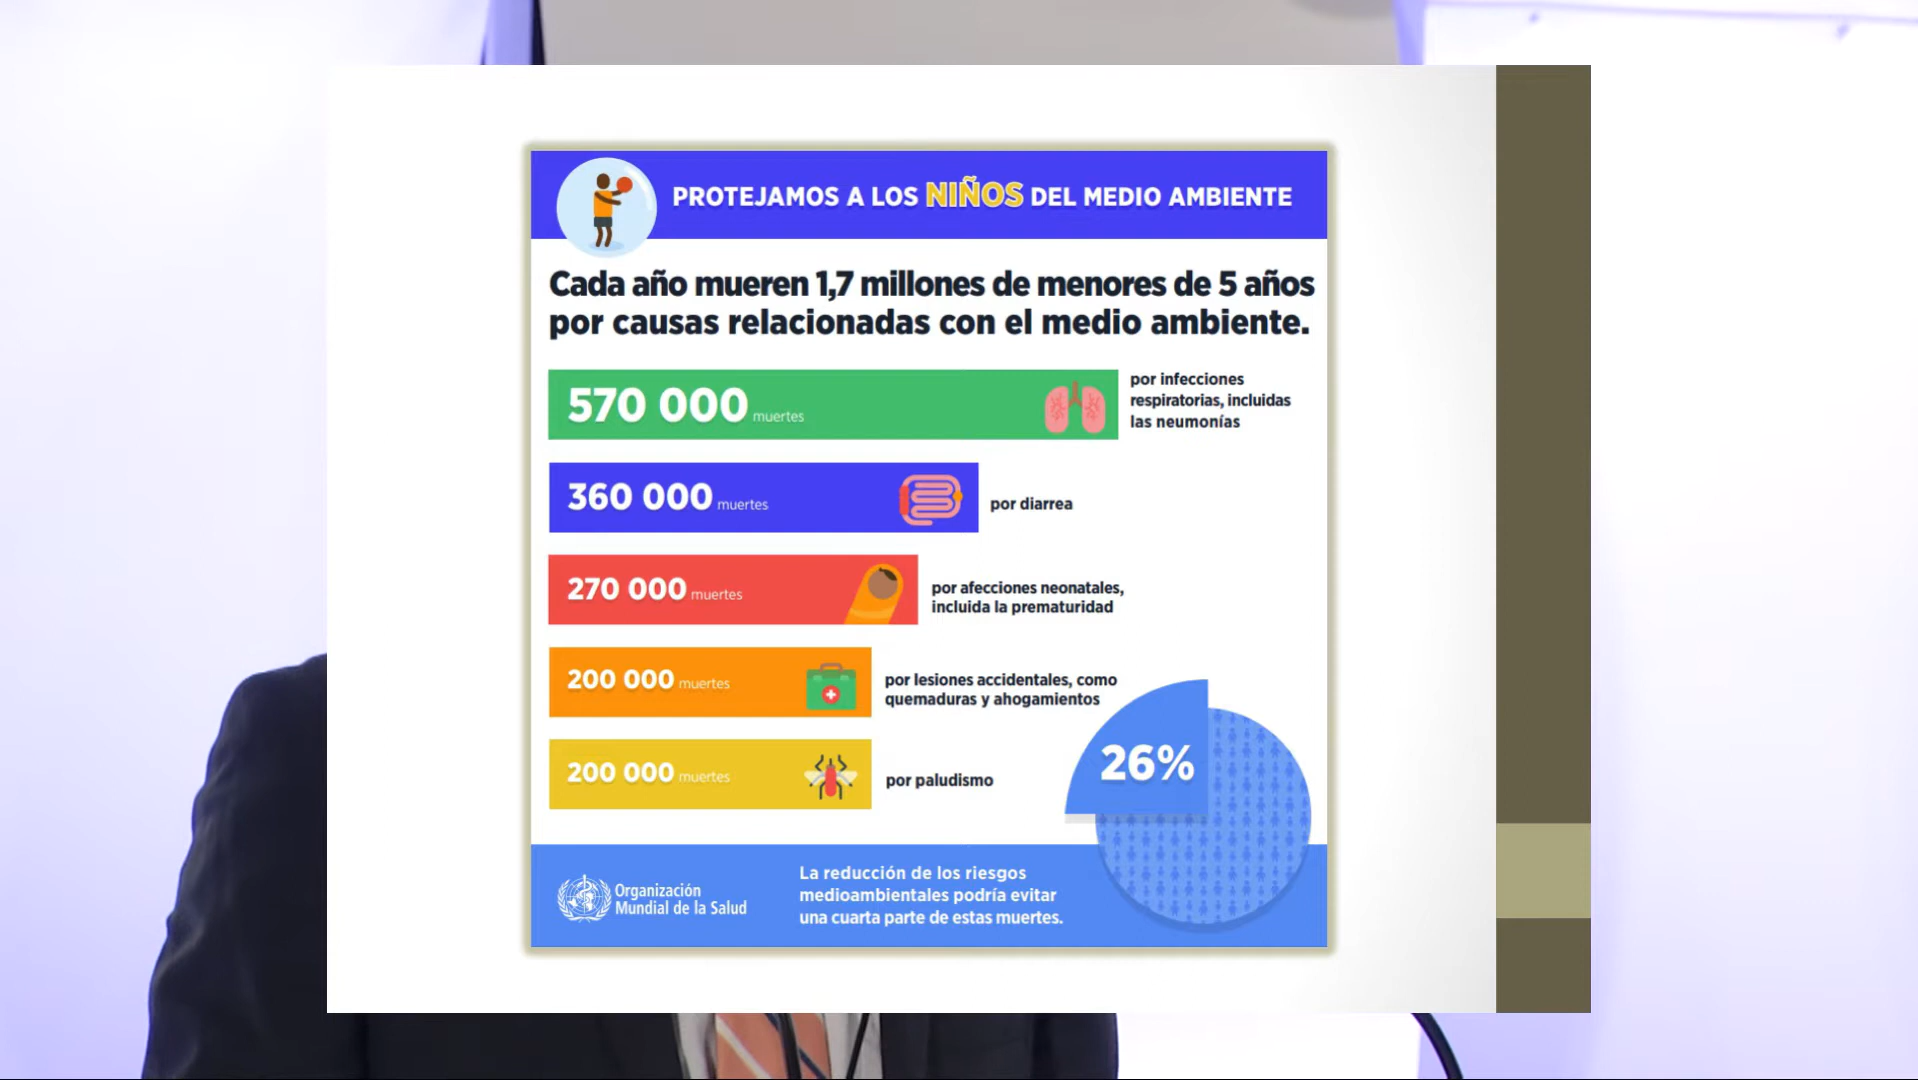 PROTEJAMOS A LOS NIÑOS DEL MEDIO AMBIENTE
Cada año mueren 1,7 millones de menores de 5 años
por causas relacionadas con el medio ambiente.
570 000 muertes
por infecciones
respiratorias, incluidas
las neumonías
360 000 muertes
por diarrea
270 000 muertes
por afecciones neonatales,
incluida la prematuridad
200 000 muertes
por lesiones accidentales, como
quemaduras y ahogamientos
200 000 muertes
por paludismo
26%
Organización
Mundial de la Salud
La reducción de los riesgos
medioambientales podría evitar
una cuarta parte de estas muertes.